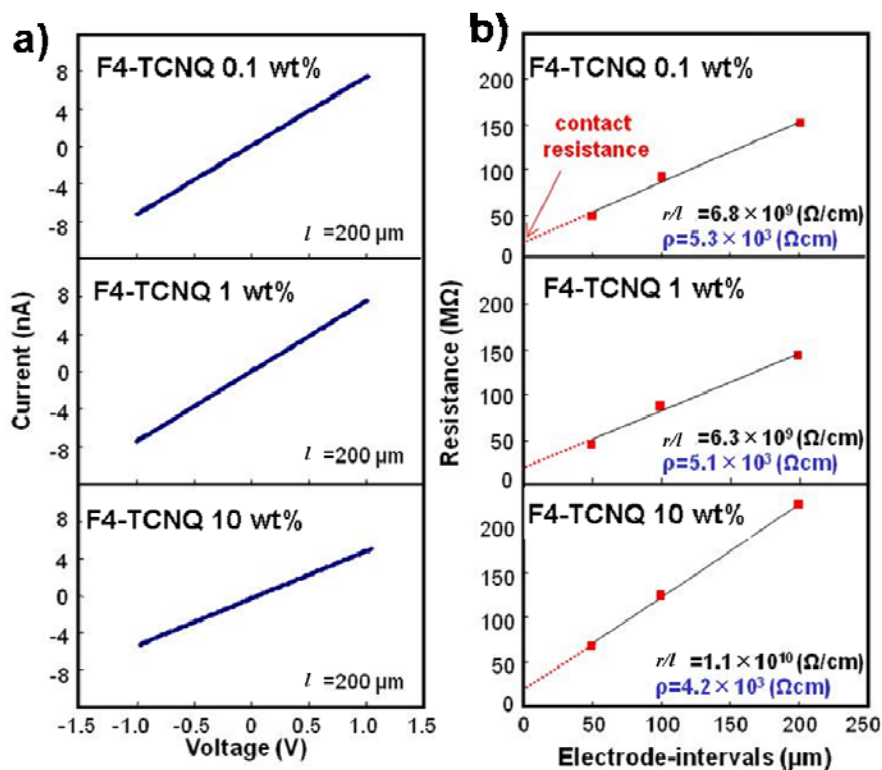 a)
F4-TCNQ 0.1 wt%
8
4
0
-4
-8
l =200 μm
F4-TCNQ 1 wt%
8
4
0
-4
-8
l =200 μm
F4-TCNQ 10 wt%
8
4
0
-4
-8
l =200 μm
-1.5 -1.0 -0.5 0 0.5 1.0 1.5
Voltage (V)
Current (nA)
b)
F4-TCNQ 0.1 wt%
200
150
100
50
0
contact
resistance
r/l =6.8×10⁹ (Ω/cm)
ρ=5.3×10³ (Ωcm)
F4-TCNQ 1 wt%
200
150
100
50
0
r/l =6.3×10⁹ (Ω/cm)
ρ=5.1×10³ (Ωcm)
F4-TCNQ 10 wt%
200
150
100
50
0
r/l =1.1×10¹⁰ (Ω/cm)
ρ=4.2×10³ (Ωcm)
0 50 100 150 200 250
Electrode-intervals (μm)
Resistance (MΩ)